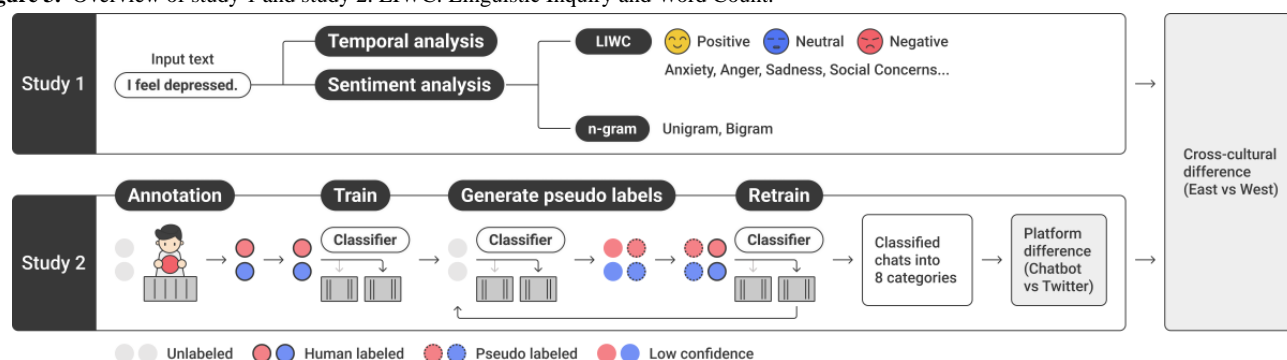 Figure 3. Overview of study 1 and study 2. LIWC: Linguistic Inquiry and Word Count.
Study 1
Input text
I feel depressed.
Temporal analysis
Sentiment analysis
LIWC
Positive
Neutral
Negative
Anxiety, Anger, Sadness, Social Concerns...
n-gram
Unigram, Bigram
Study 2
Annotation
Train
Generate pseudo labels
Retrain
Classifier
Classifier
Classifier
Classified
chats into
8 categories
Platform
difference
(Chatbot
vs Twitter)
Cross-cultural
difference
(East vs West)
Unlabeled
Human labeled
Pseudo labeled
Low confidence